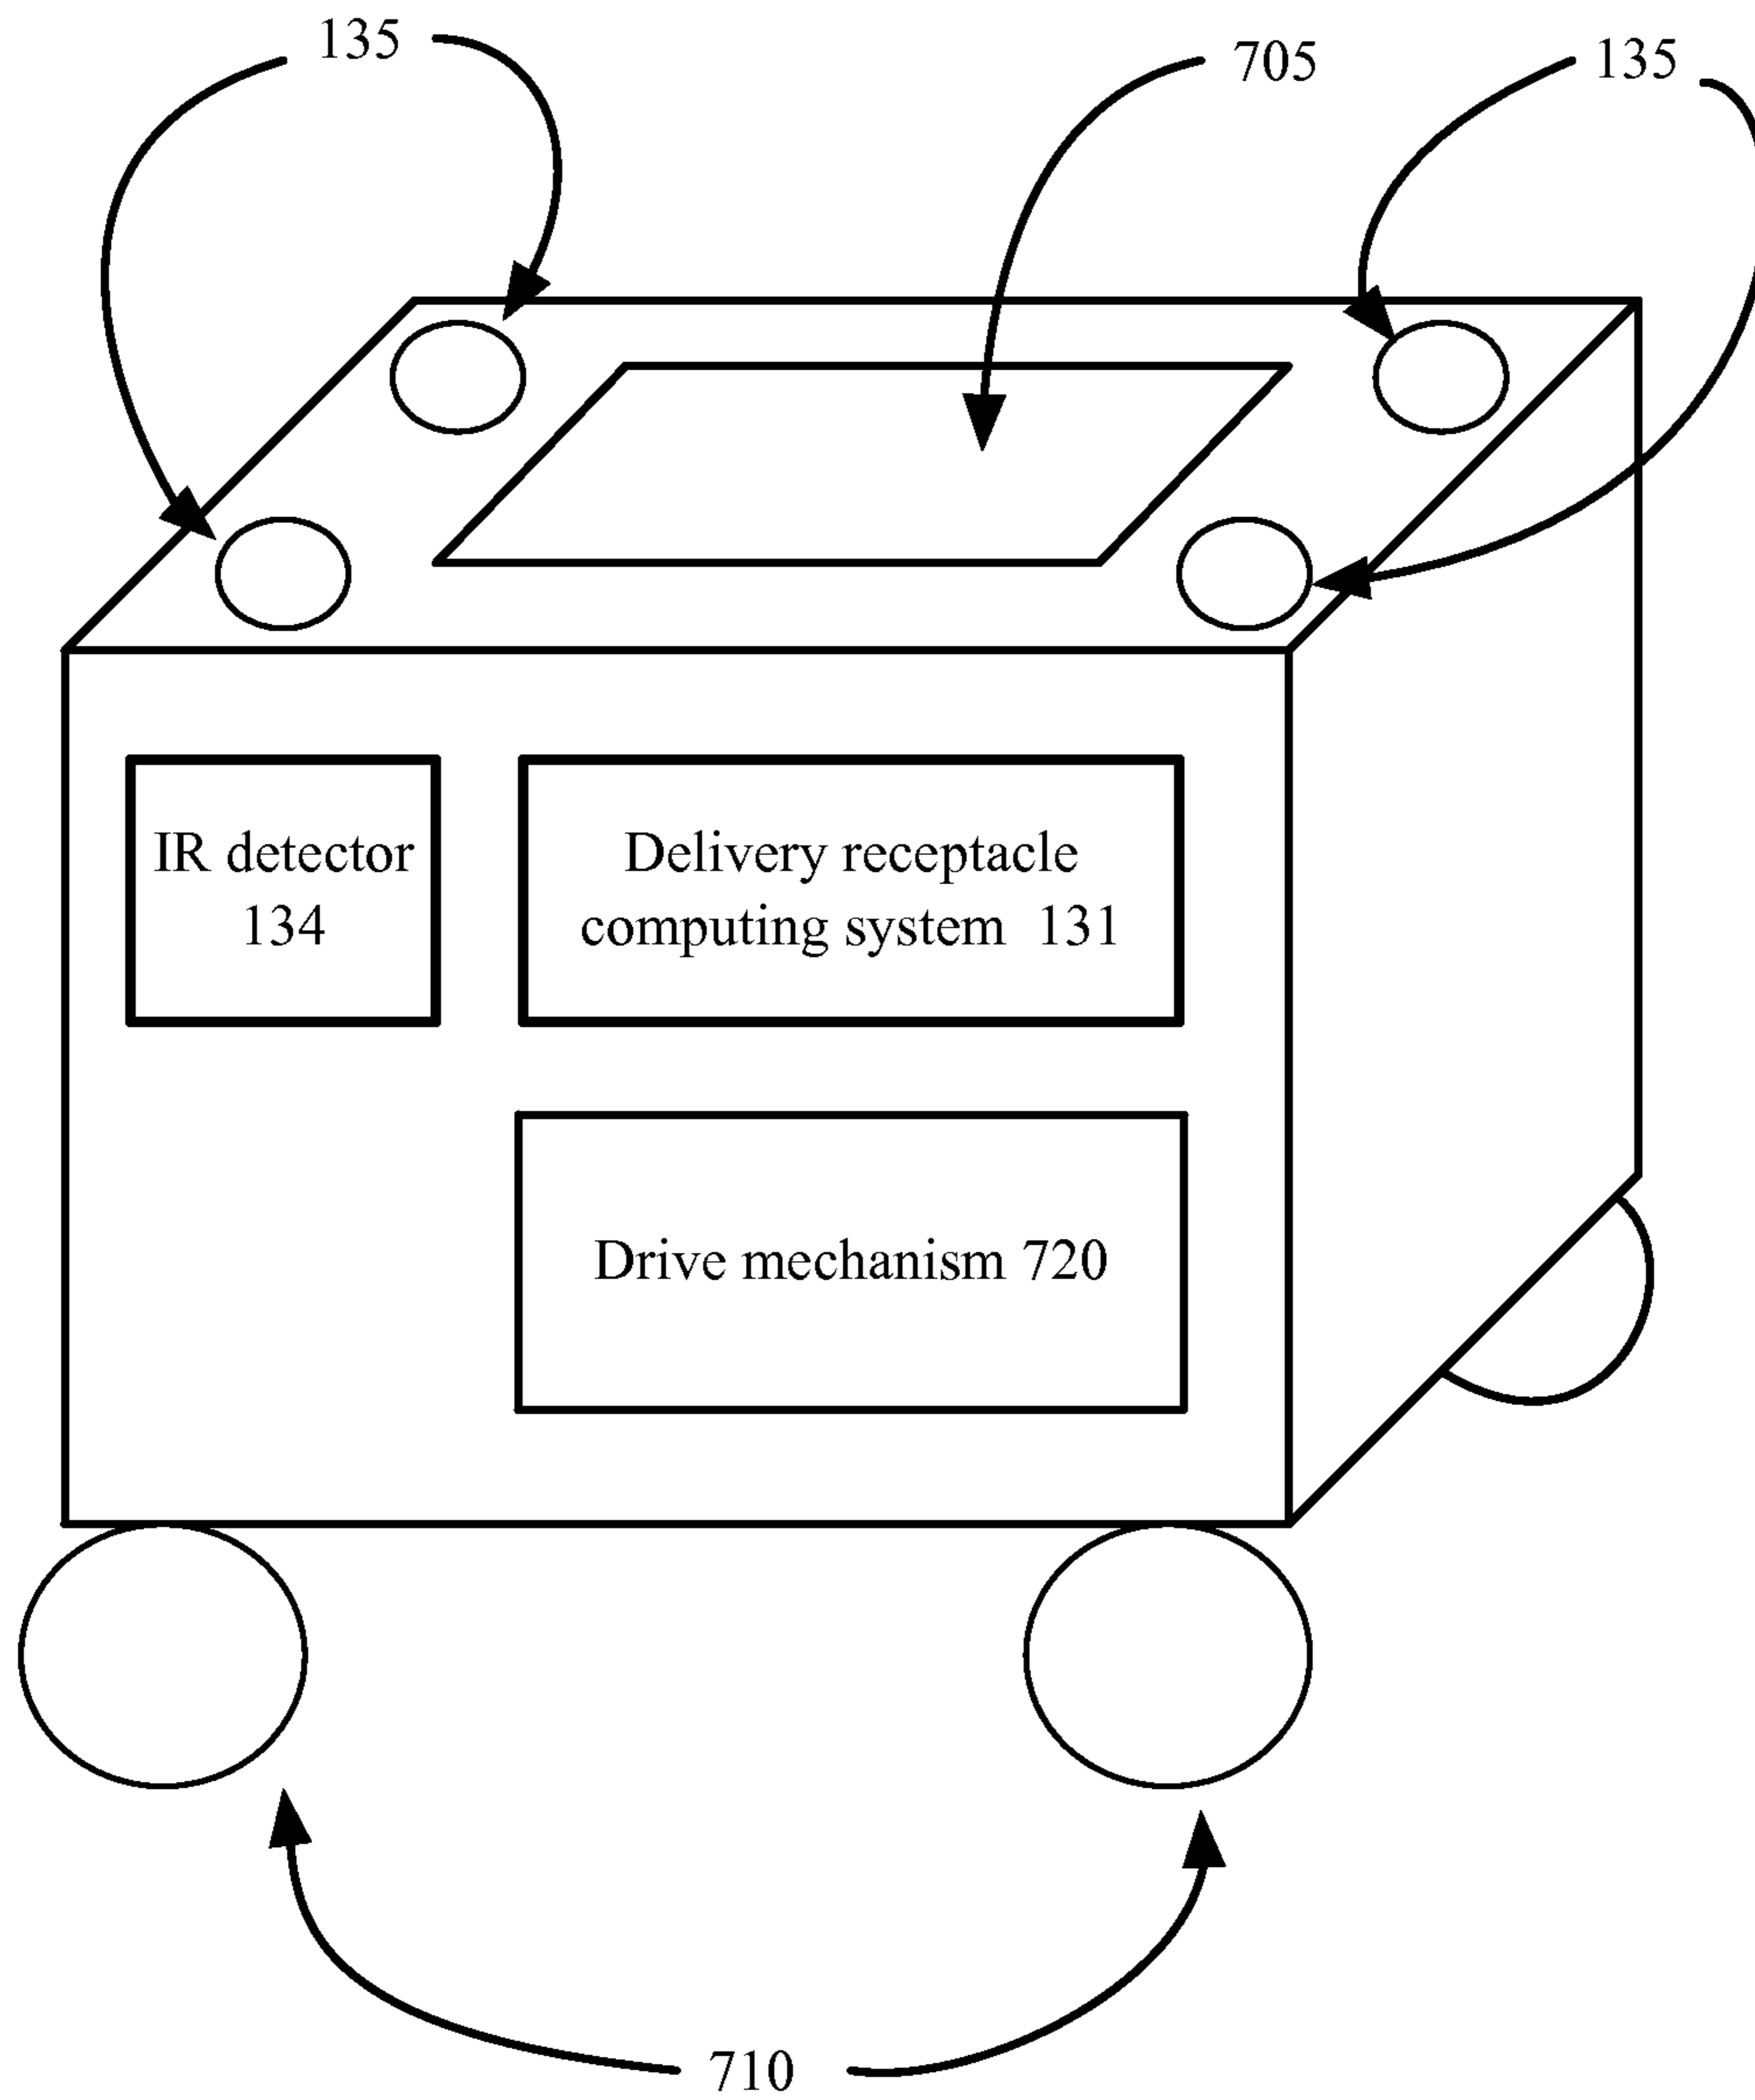 135
705
135
IR detector
134
Delivery receptacle
computing system 131
Drive mechanism 720
710